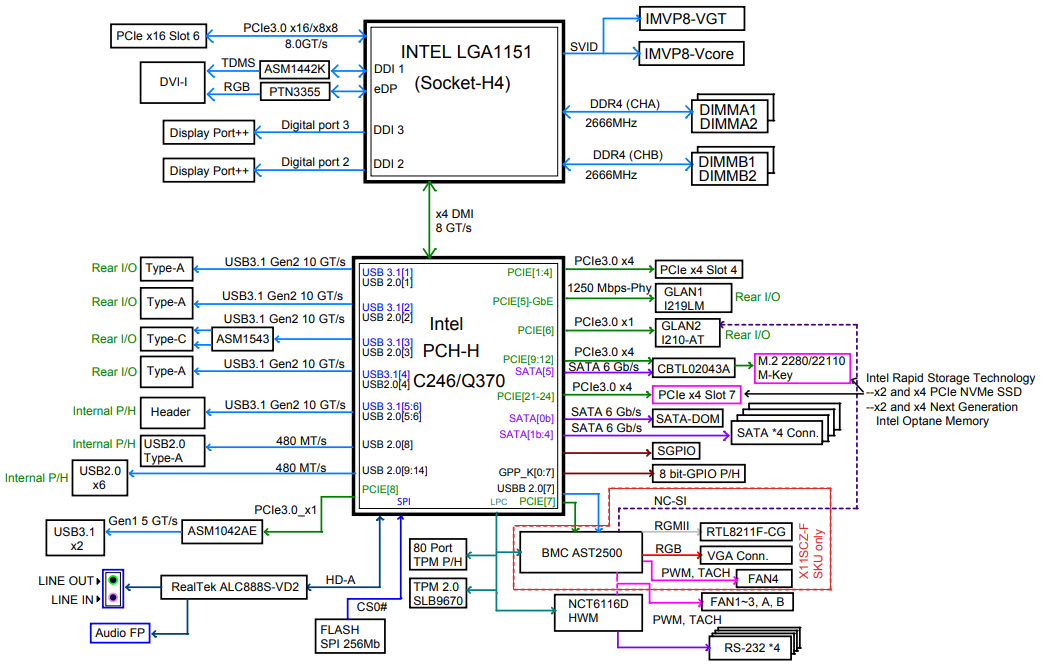 PCIe x16 Slot 6
PCIe3.0 x16/x8x8
8.0GT/s
INTEL LGA1151
(Socket-H4)
SVID
IMVP8-VGT
IMVP8-Vcore
DVI-I
TDMS
ASM1442K
DDI 1
RGB
PTN3355
eDP
Display Port++
Digital port 3
DDI 3
Display Port++
Digital port 2
DDI 2
DDR4 (CHA)
2666MHz
DIMMA1
DIMMA2
DDR4 (CHB)
2666MHz
DIMMB1
DIMMB2
x4 DMI
8 GT/s
Intel
PCH-H
C246/Q370
Rear I/O
Type-A
USB3.1 Gen2 10 GT/s
USB 3.1[1]
USB 2.0[1]
Rear I/O
Type-A
USB3.1 Gen2 10 GT/s
USB 3.1[2]
USB 2.0[2]
Rear I/O
Type-C
USB3.1 Gen2 10 GT/s
ASM1543
USB 3.1[3]
USB 2.0[3]
Rear I/O
Type-A
USB3.1 Gen2 10 GT/s
USB3.1[4]
USB2.0[4]
Internal P/H
Header
USB3.1 Gen2 10 GT/s
USB 3.1[5:6]
USB 2.0[5:6]
Internal P/H
USB2.0
Type-A
480 MT/s
USB 2.0[8]
Internal P/H
USB2.0
x6
480 MT/s
USB 2.0[9:14]
PCIE[8]
SPI
LPC
PCIE[1:4]
PCIe3.0 x4
PCIe x4 Slot 4
PCIE[5]-GbE
1250 Mbps-Phy
GLAN1
I219LM
Rear I/O
PCIE[6]
PCIe3.0 x1
GLAN2
I210-AT
Rear I/O
PCIE[9:12]
SATA[5]
PCIe3.0 x4
SATA 6 Gb/s
CBTL02043A
M.2 2280/22110
M-Key
PCIE[21-24]
PCIe3.0 x4
PCIe x4 Slot 7
Intel Rapid Storage Technology
--x2 and x4 PCIe NVMe SSD
--x2 and x4 Next Generation
Intel Optane Memory
SATA[0b]
SATA 6 Gb/s
SATA-DOM
SATA[1b:4]
SATA 6 Gb/s
SATA *4 Conn.
SGPIO
GPP_K[0:7]
8 bit-GPIO P/H
USBB 2.0[7]
PCIE[7]
NC-SI
USB3.1
x2
Gen1 5 GT/s
ASM1042AE
PCIe3.0_x1
LINE OUT
LINE IN
RealTek ALC888S-VD2
HD-A
Audio FP
CS0#
FLASH
SPI 256Mb
80 Port
TPM P/H
TPM 2.0
SLB9670
BMC AST2500
RGMII
RTL8211F-CG
RGB
VGA Conn.
PWM, TACH
FAN4
X11SCZ-F
SKU only
NCT6116D
HWM
FAN1~3, A, B
PWM, TACH
RS-232 *4